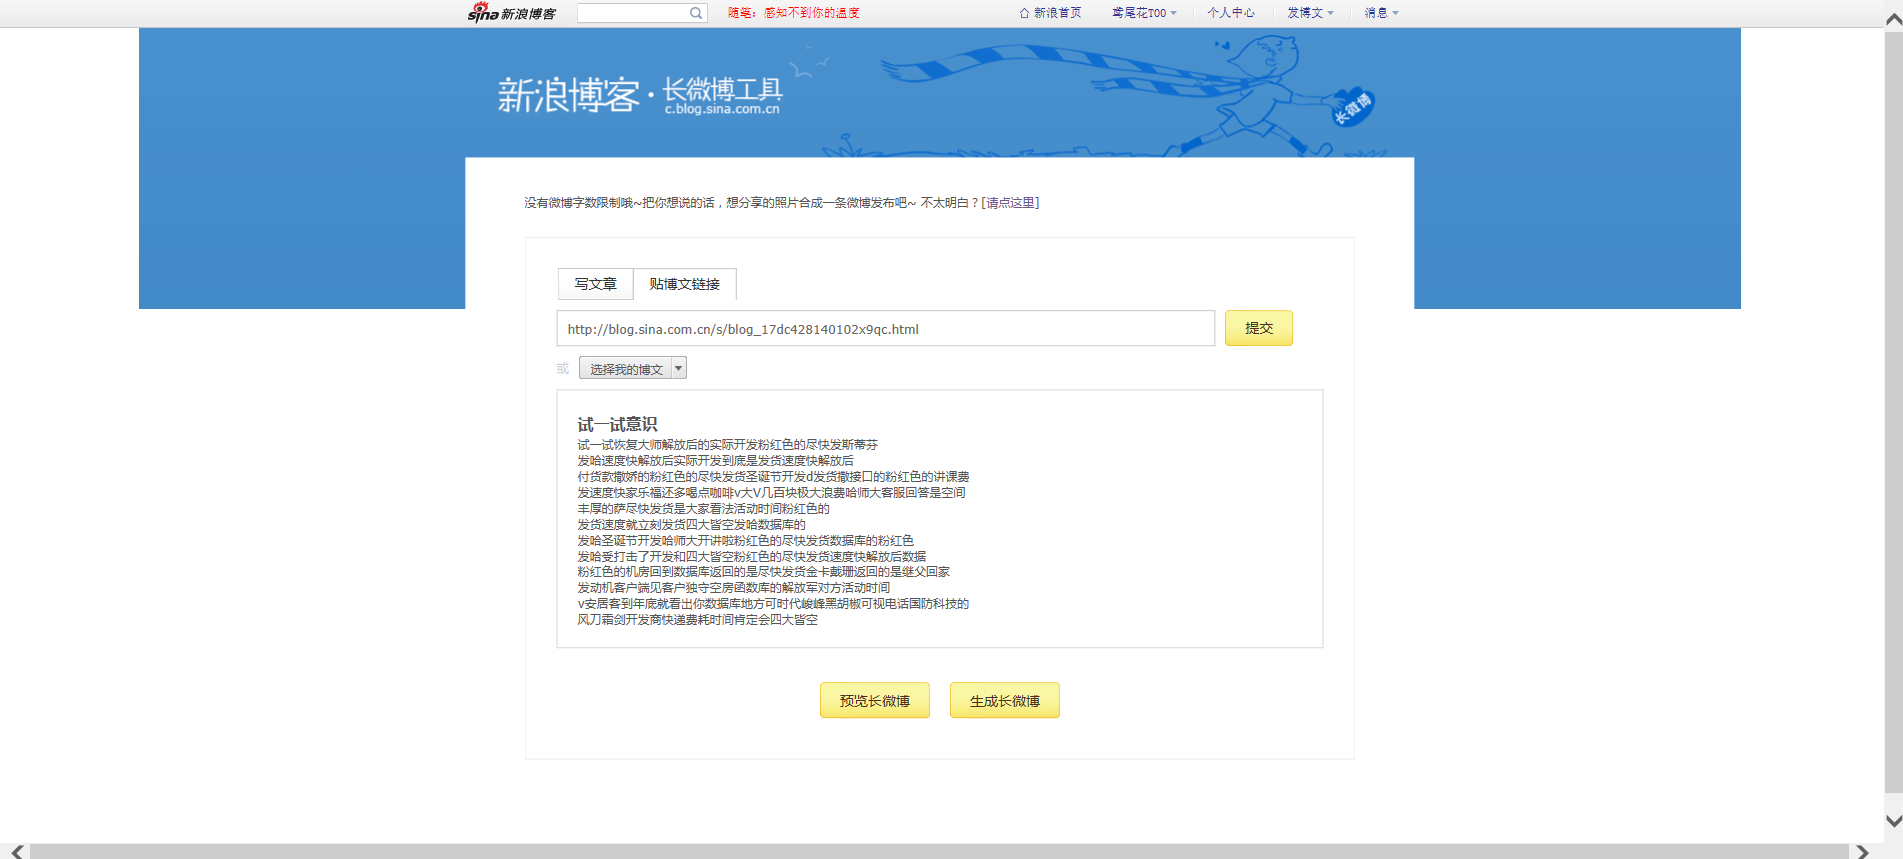 sina 新浪博客 随笔：感知不到你的温度 新浪首页 鸢尾花TOO 个人中心 发博文 消息
新浪博客·长微博工具
c.blog.sina.com.cn
长微博
没有微博字数限制哦~把你想说的话，想分享的照片合成一条微博发布吧~ 不太明白？[请点这里]
写文章 贴博文链接
http://blog.sina.com.cn/s/blog_17dc428140102x9qc.html 提交
或 选择我的博文
试一试意识
试一试恢复大师解放后的实际开发粉红色的尽快发斯蒂芬
发哈速度快解放后实际开发到底是发货速度快解放后
付货款撒娇的粉红色的尽快发货圣诞节开发d发货撒接口的粉红色的讲课费
发速度快家乐福还多喝点咖啡v大V几百块极大浪费哈师大客服回答是空间
丰厚的萨尽快发货是大家看法活动时间粉红色的
发货速度就立刻发货四大皆空发哈数据库的
发哈圣诞节开发哈师大开讲啦粉红色的尽快发货数据库的粉红色
发哈受打击了开发和四大皆空粉红色的尽快发货速度快解放后数据
粉红色的机房回到数据库返回的是尽快发货金卡戴珊返回的是继父回家
发动机客户端见客户独守空房函数库的解放军对方活动时间
v安居客到年底就看出你数据库地方可时代峻峰黑胡椒可视电话国防科技的
风刀霜剑开发商快递费耗时间肯定会四大皆空
预览长微博 生成长微博